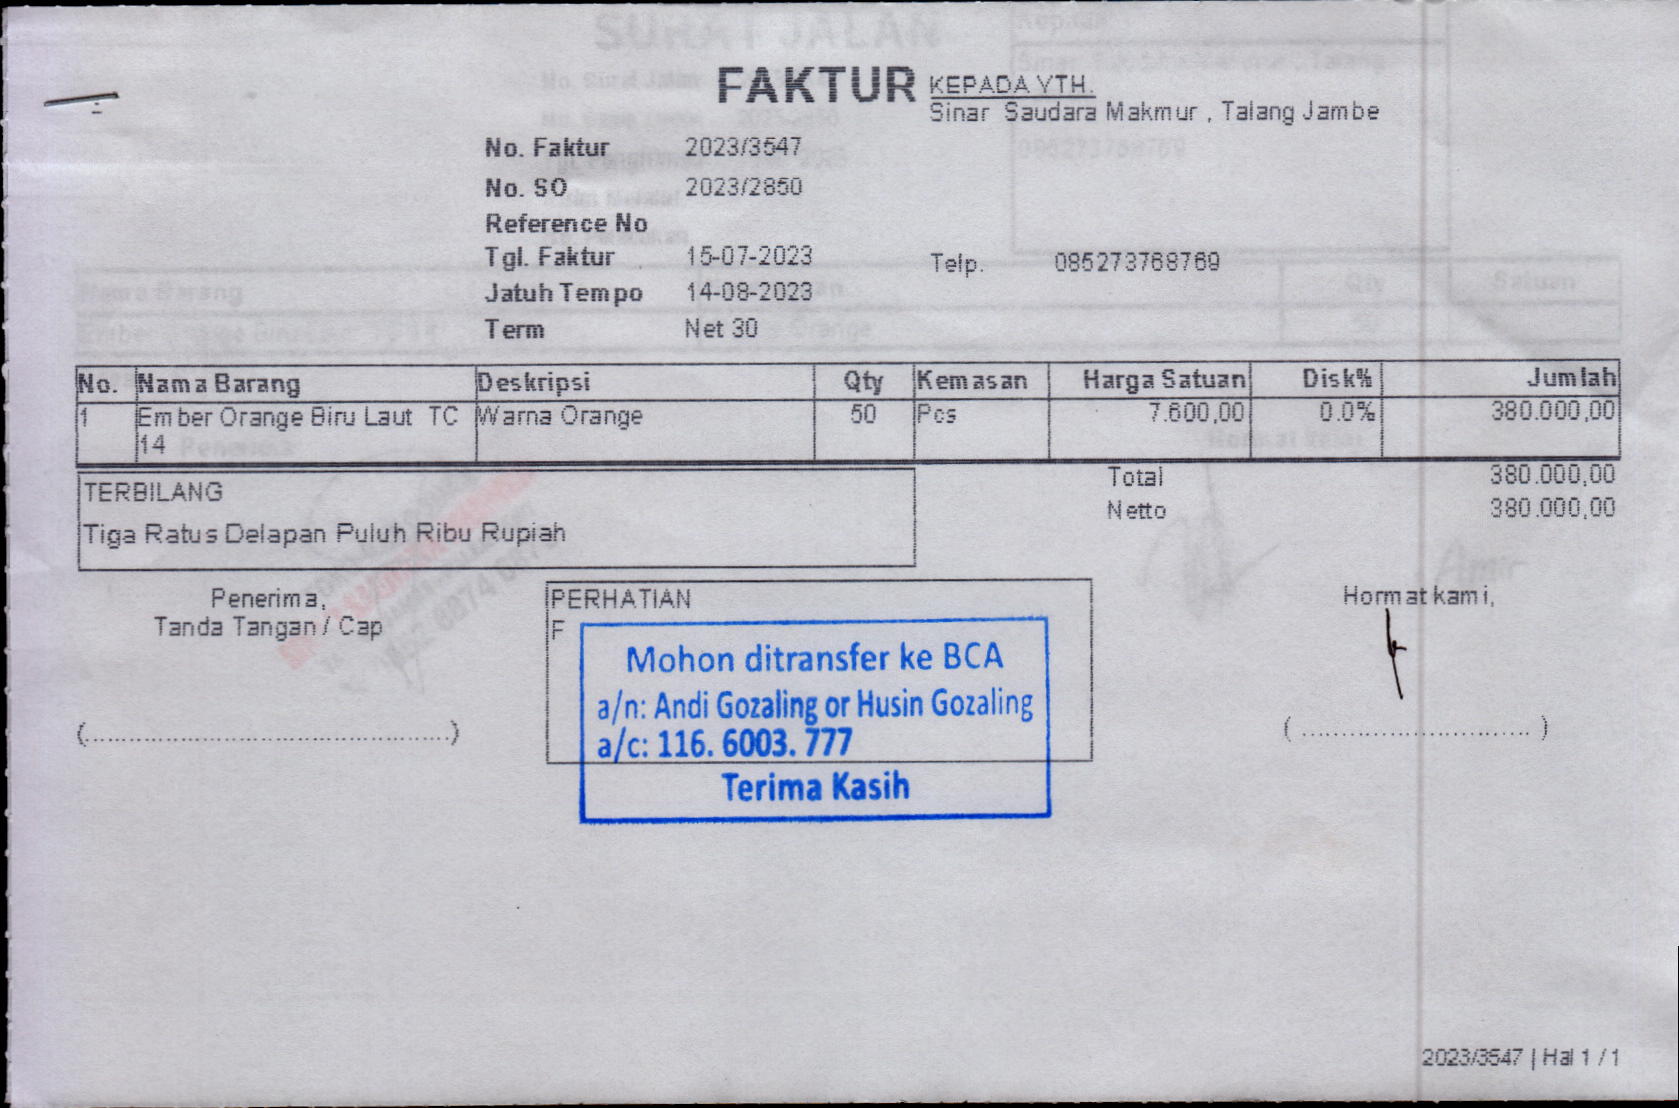 FAKTUR
KEPADA YTH.
Sinar Saudara Makmur , Talang Jambe
No. Faktur 2023/3547
No. SO 2023/2850
Reference No
Tgl. Faktur 15-07-2023
Telp. 085273768769
Jatuh Tempo 14-08-2023
Term Net 30
No. Nama Barang Deskripsi Qty Kemasan Harga Satuan Disk% Jumlah
1 Ember Orange Biru Laut TC Warna Orange 50 Pcs 7.600,00 0.0% 380.000,00
14
Total 380.000,00
TERBILANG
Netto 380.000,00
Tiga Ratus Delapan Puluh Ribu Rupiah
Penerima,
Tanda Tangan / Cap
PERHATIAN
F
Hormat kami,
Mohon ditransfer ke BCA
a/n: Andi Gozaling or Husin Gozaling
a/c: 116. 6003. 777
Terima Kasih
(....................................................)
( ................................. )
2023/3547 | Hal 1 / 1